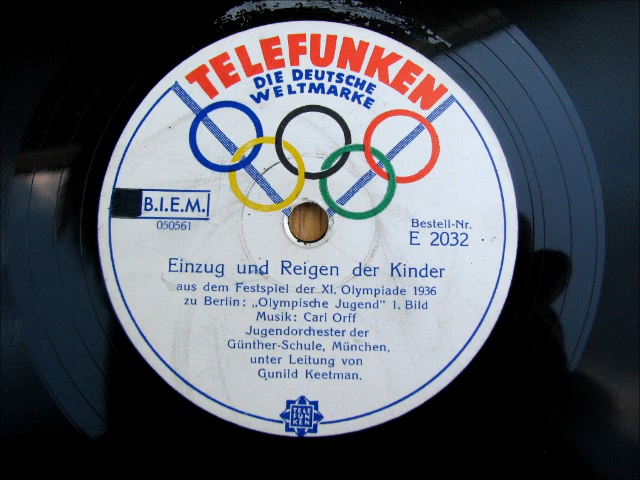 TELEFUNKEN
DIE DEUTSCHE
WELTMARKE
B.I.E.M.
050561
Bestell-Nr.
E 2032
Einzug und Reigen der Kinder
aus dem Festspiel der XI. Olympiade 1936
zu Berlin: „Olympische Jugend" 1. Bild
Musik: Carl Orff
Jugendorchester der
Günther-Schule, München,
unter Leitung von
Gunild Keetman.
TELE
FUN
KEN